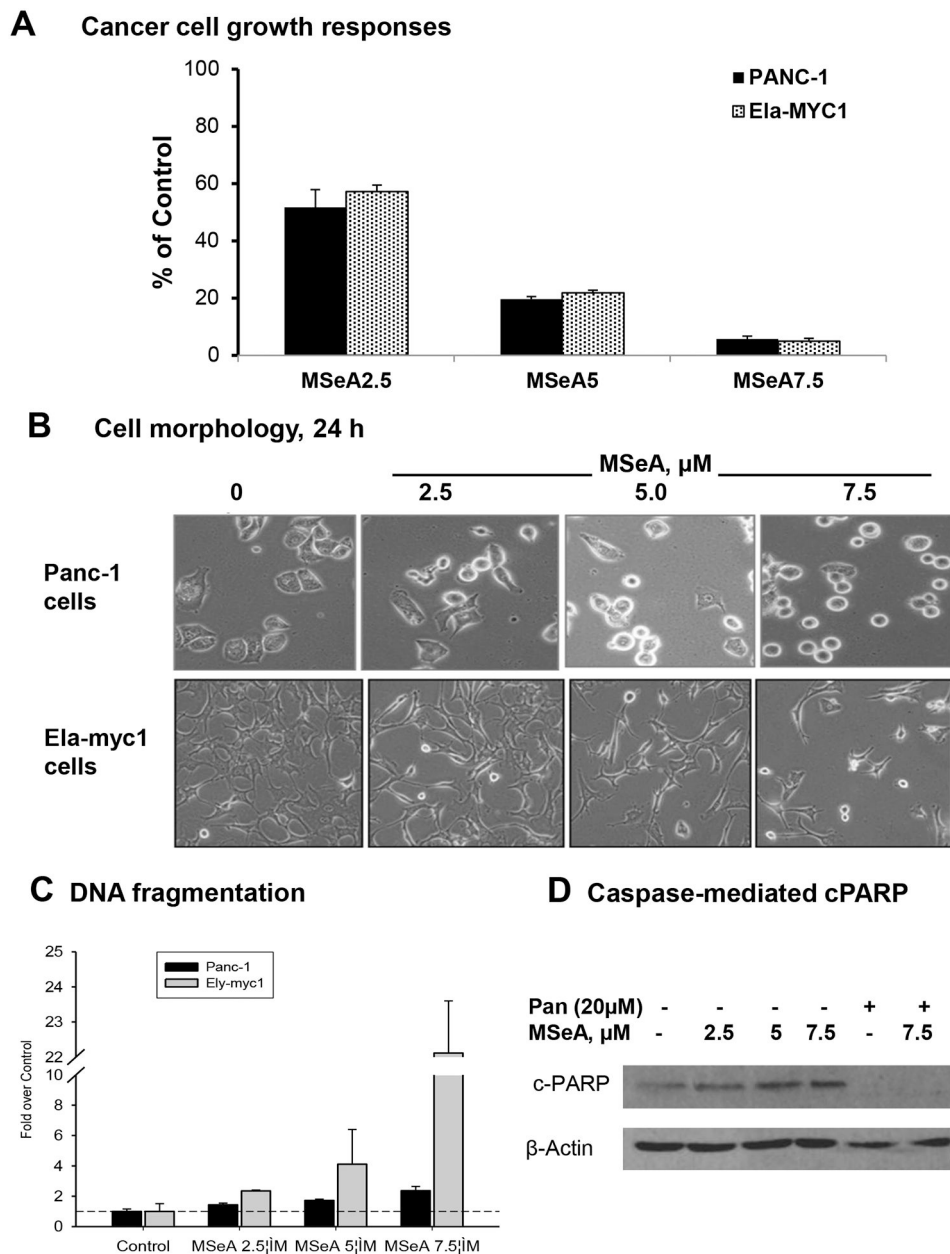 A Cancer cell growth responses
100
80
60
40
20
0
% of Control
PANC-1
Ela-MYC1
MSeA2.5 MSeA5 MSeA7.5
B Cell morphology, 24 h
MSeA, µM
0 2.5 5.0 7.5
Panc-1
cells
Ela-myc1
cells
C DNA fragmentation
25
24
23
22
10
8
6
4
2
0
Fold over Control
Panc-1
Ely-myc1
Control MSeA 2.5¦ÌM MSeA 5¦ÌM MSeA 7.5¦ÌM
D Caspase-mediated cPARP
Pan (20µM) - - - - + +
MSeA, µM - 2.5 5 7.5 - 7.5
c-PARP
β-Actin